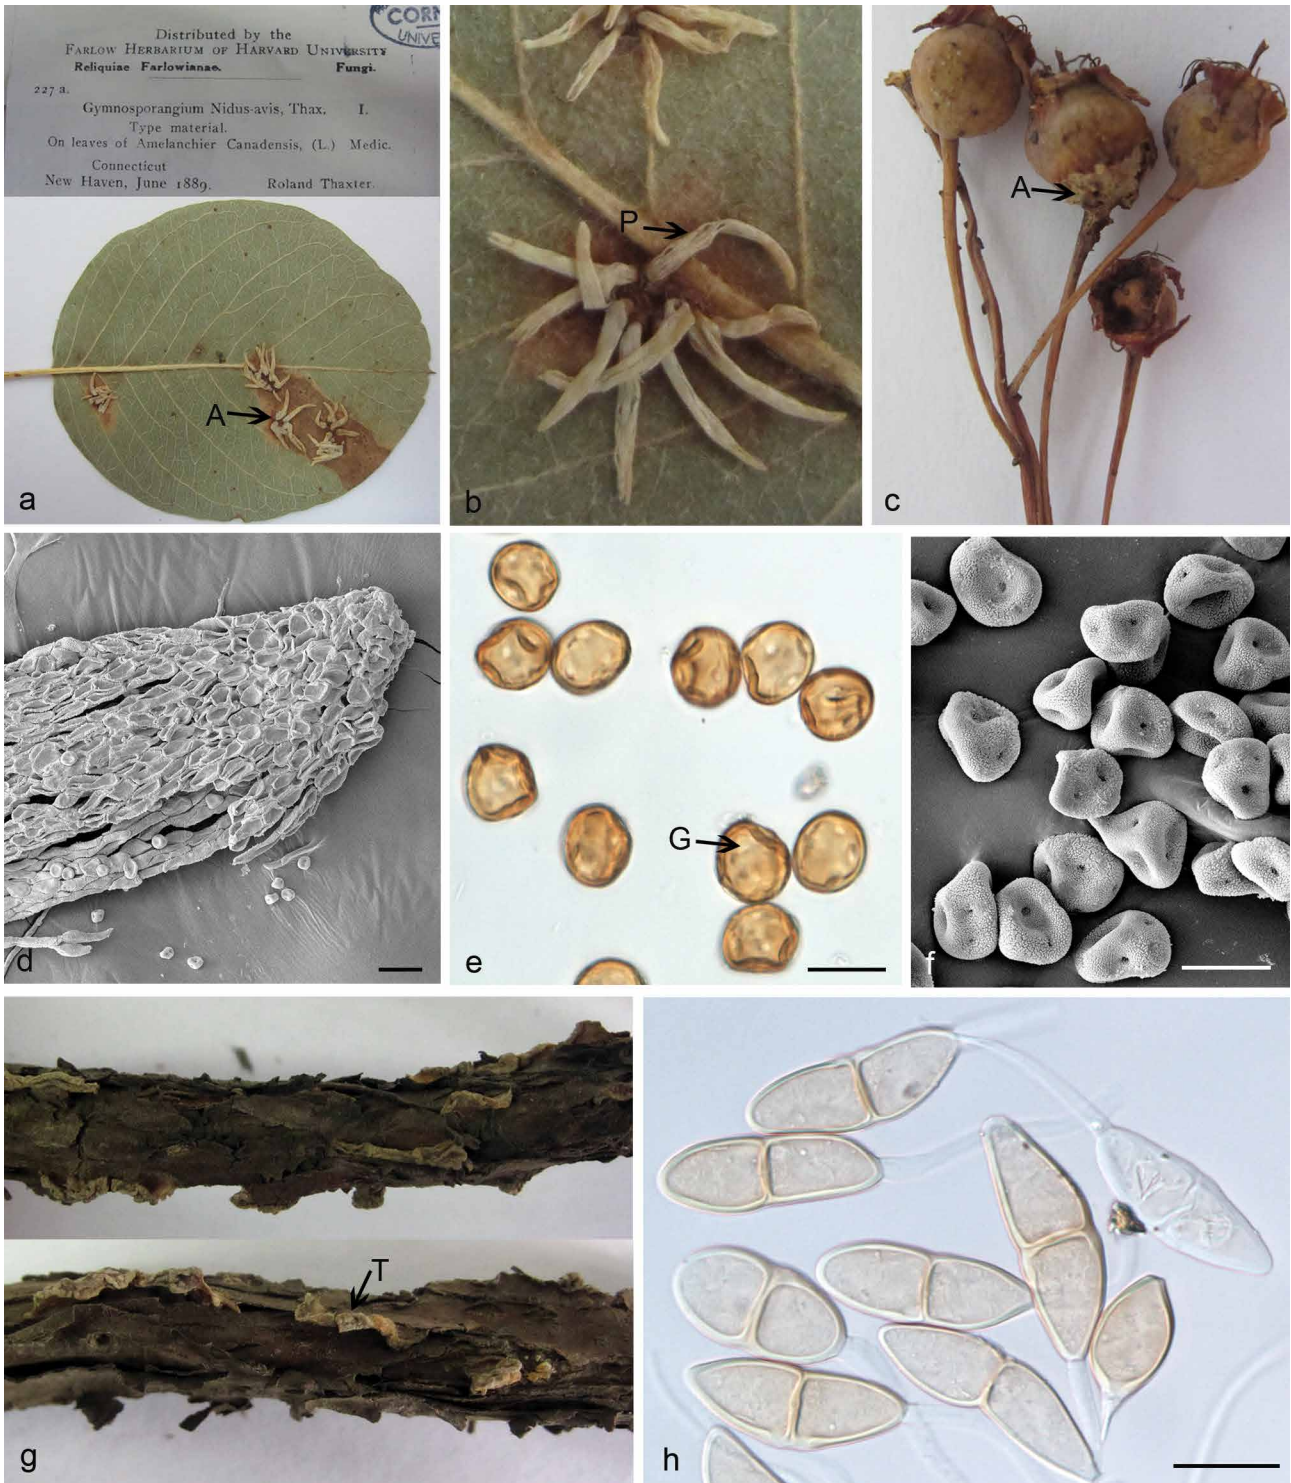 CORN
UNIVE
Distributed by the
FARLOW HERBARIUM OF HARVARD UNIVERSITY
Reliquiae Farlowianae. Fungi.
227 a.
Gymnosporangium Nidus-avis, Thax. I.
Type material.
On leaves of Amelanchier Canadensis, (L.) Medic.
Connecticut
New Haven, June 1889. Roland Thaxter.
A
a
P
b
A
c
d
G
e
f
T
g
h